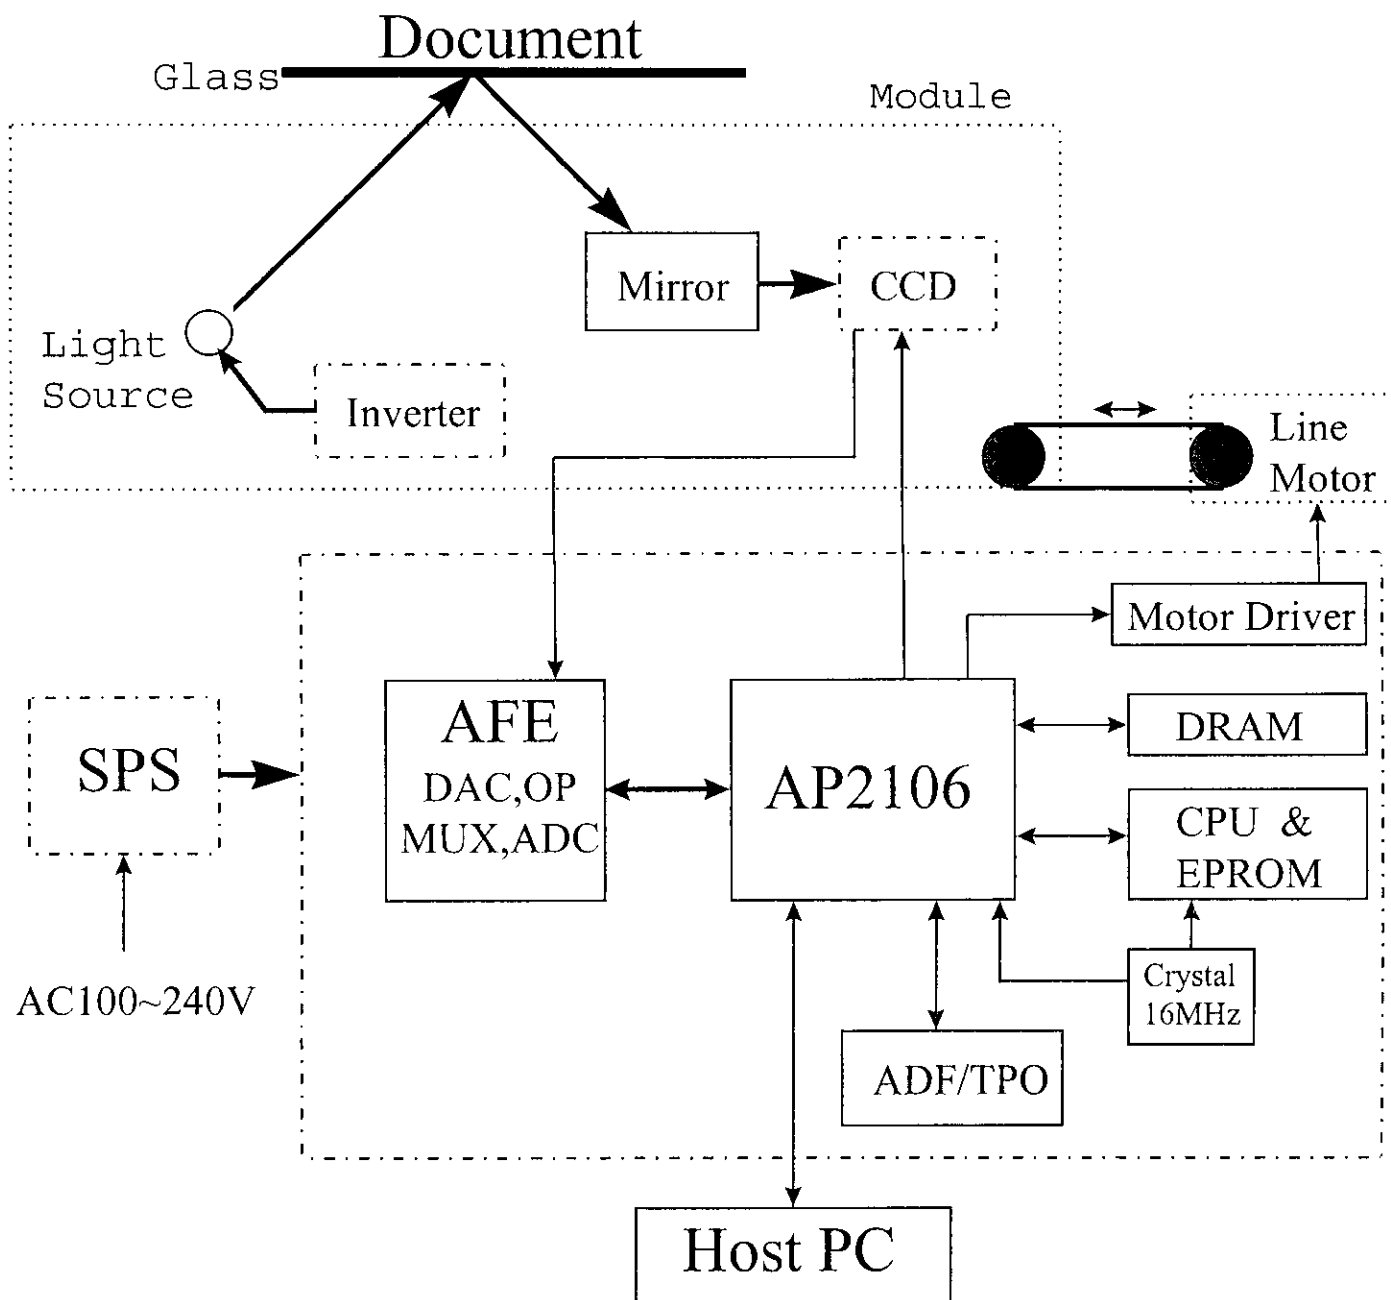 Document
Glass
Module
Mirror
CCD
Light
Source
Inverter
Line
Motor
Motor Driver
AFE
DAC,OP
MUX,ADC
AP2106
DRAM
SPS
CPU &
EPROM
AC100~240V
Crystal
16MHz
ADF/TPO
Host PC